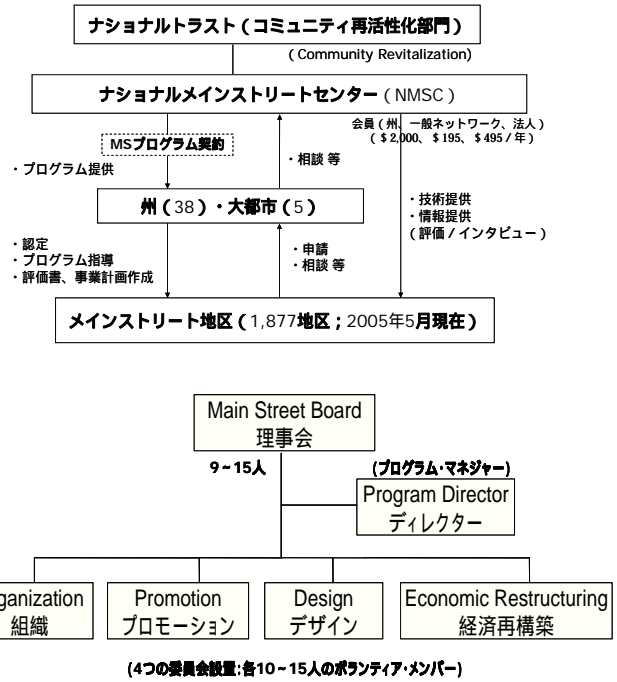 ナショナルトラスト（コミュニティ再活性化部門）
（Community Revitalization)
ナショナルメインストリートセンター（NMSC）
会員（州、一般ネットワーク、法人）
（＄2,000、＄195、＄495／年）
MSプログラム契約
・プログラム提供
・相談 等
州（38）・大都市（5）
・技術提供
・情報提供
（評価／インタビュー）
・認定
・プログラム指導
・評価書、事業計画作成
・申請
・相談 等
メインストリート地区（1,877地区；2005年5月現在）
Main Street Board
理事会
9~15人
(プログラム･マネジャー)
Program Director
ディレクター
ganization
組織
Promotion
プロモーション
Design
デザイン
Economic Restructuring
経済再構築
(4つの委員会設置:各10~15人のボランティア･メンバー)